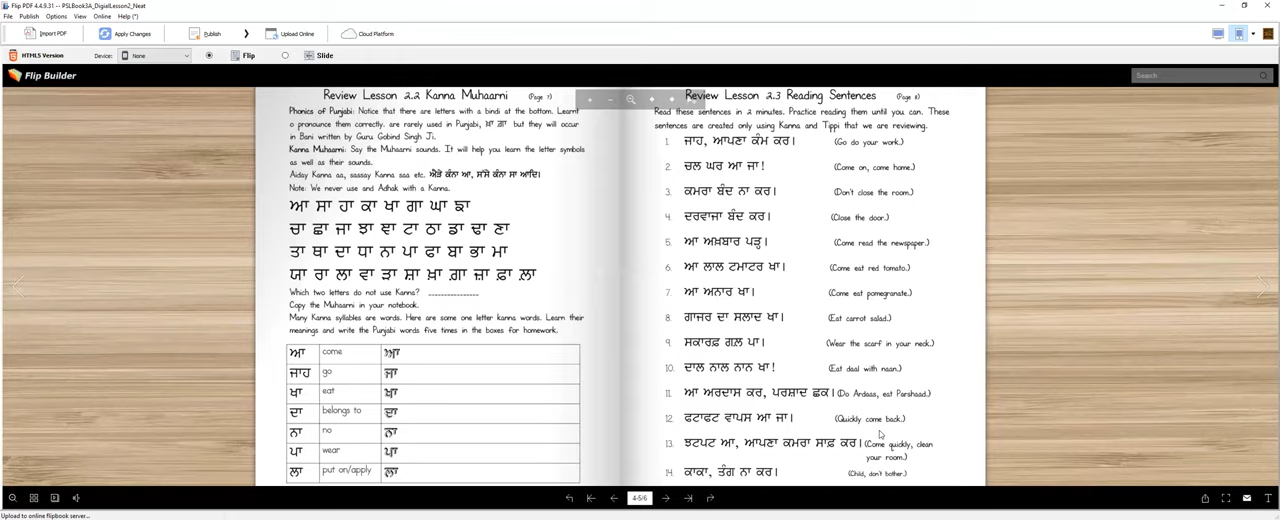 Flip PDF 4.4.9.31 -- PSLBook3A_DigielLesson2_Neat
File Publish Options View Online Help (*)
Import PDF Apply Changes Publish Upload Online Cloud Platform
HTML5 Version Device: None Flip Slide
Flip Builder
Search
Review Lesson 2.2 Kanna Muhaarni (Page 7)
Phonics of Punjabi: Notice that there are letters with a bindi at the bottom. Learnt
o pronounce them correctly. are rarely used in Punjabi, ਖ਼ਾ ਗ਼ਾ but they will occur
in Bani written by Guru Gobind Singh Ji.
Kanna Muhaarni: Say the Muhaarni sounds. It will help you learn the letter symbols
as well as their sounds.
Aiday Kanna aa, sassay Kanna saa etc. ਐੜੇ ਕੰਨਾ ਆ, ਸੱਸੇ ਕੰਨਾ ਸਾ ਆਦਿ।
Note: We never use and Adhak with a Kanna.
ਆ ਸਾ ਹਾ ਕਾ ਖਾ ਗਾ ਘਾ ਙਾ
ਚਾ ਛਾ ਜਾ ਝਾ ਞਾ ਟਾ ਠਾ ਡਾ ਢਾ ਣਾ
ਤਾ ਥਾ ਦਾ ਧਾ ਨਾ ਪਾ ਫਾ ਬਾ ਭਾ ਮਾ
ਯਾ ਰਾ ਲਾ ਵਾ ੜਾ ਸ਼ਾ ਖ਼ਾ ਗ਼ਾ ਜ਼ਾ ਫ਼ਾ ਲ਼ਾ
Which two letters do not use Kanna? _______________
Copy the Muhaarni in your notebook.
Many Kanna syllables are words. Here are some one letter kanna words. Learn their
meanings and write the Punjabi words five times in the boxes for homework.
ਆ come ਆ
ਜਾਹ go ਜਾ
ਖਾ eat ਖਾ
ਦਾ belongs to ਦਾ
ਨਾ no ਨਾ
ਪਾ wear ਪਾ
ਲਾ put on/apply ਲਾ
Review Lesson 2.3 Reading Sentences (Page 8)
Read these sentences in 2 minutes. Practice reading them until you can. These
sentences are created only using Kanna and Tippi that we are reviewing.
1. ਜਾਹ, ਆਪਣਾ ਕੰਮ ਕਰ। (Go do your work.)
2. ਚਲ ਘਰ ਆ ਜਾ! (Come on, come home.)
3. ਕਮਰਾ ਬੰਦ ਨਾ ਕਰ। (Don't close the room.)
4. ਦਰਵਾਜਾ ਬੰਦ ਕਰ। (Close the door.)
5. ਆ ਅਖ਼ਬਾਰ ਪੜ੍ਹ। (Come read the newspaper.)
6. ਆ ਲਾਲ ਟਮਾਟਰ ਖਾ। (Come eat red tomato.)
7. ਆ ਅਨਾਰ ਖਾ। (Come eat pomegranate.)
8. ਗਾਜਰ ਦਾ ਸਲਾਦ ਖਾ। (Eat carrot salad.)
9. ਸਕਾਰਫ਼ ਗਲ਼ ਪਾ। (Wear the scarf in your neck.)
10. ਦਾਲ ਨਾਲ ਨਾਨ ਖਾ! (Eat daal with naan.)
11. ਆ ਅਰਦਾਸ ਕਰ, ਪਰਸ਼ਾਦ ਛਕ। (Do Ardaas, eat Parshaad.)
12. ਫਟਾਫਟ ਵਾਪਸ ਆ ਜਾ। (Quickly come back.)
13. ਝਟਪਟ ਆ, ਆਪਣਾ ਕਮਰਾ ਸਾਫ਼ ਕਰ। (Come quickly, clean
your room.)
14. ਕਾਕਾ, ਤੰਗ ਨਾ ਕਰ। (Child, don't bother.)
4-5/6
Upload to online flipbook server...